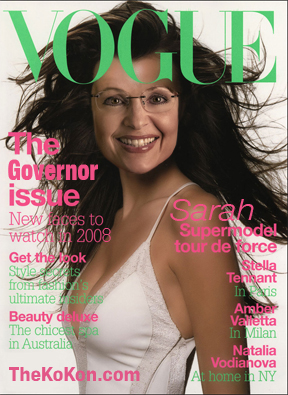 VOGUE
The
Governor
issue
New faces to
watch in 2008
Get the look
Style secrets
from fashion's
ultimate insiders
Beauty deluxe
The chicest spa
in Australia
Sarah
Supermodel
tour de force
Stella
Tennant
In Paris
Amber
Valletta
In Milan
Natalia
Vodianova
At home in NY
TheKoKon.com